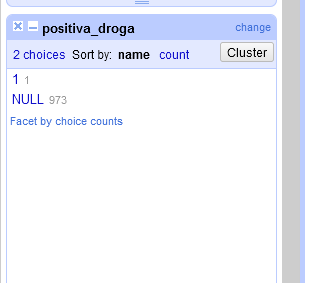 positiva_droga change
2 choices Sort by: name count Cluster
1 1
NULL 973
Facet by choice counts